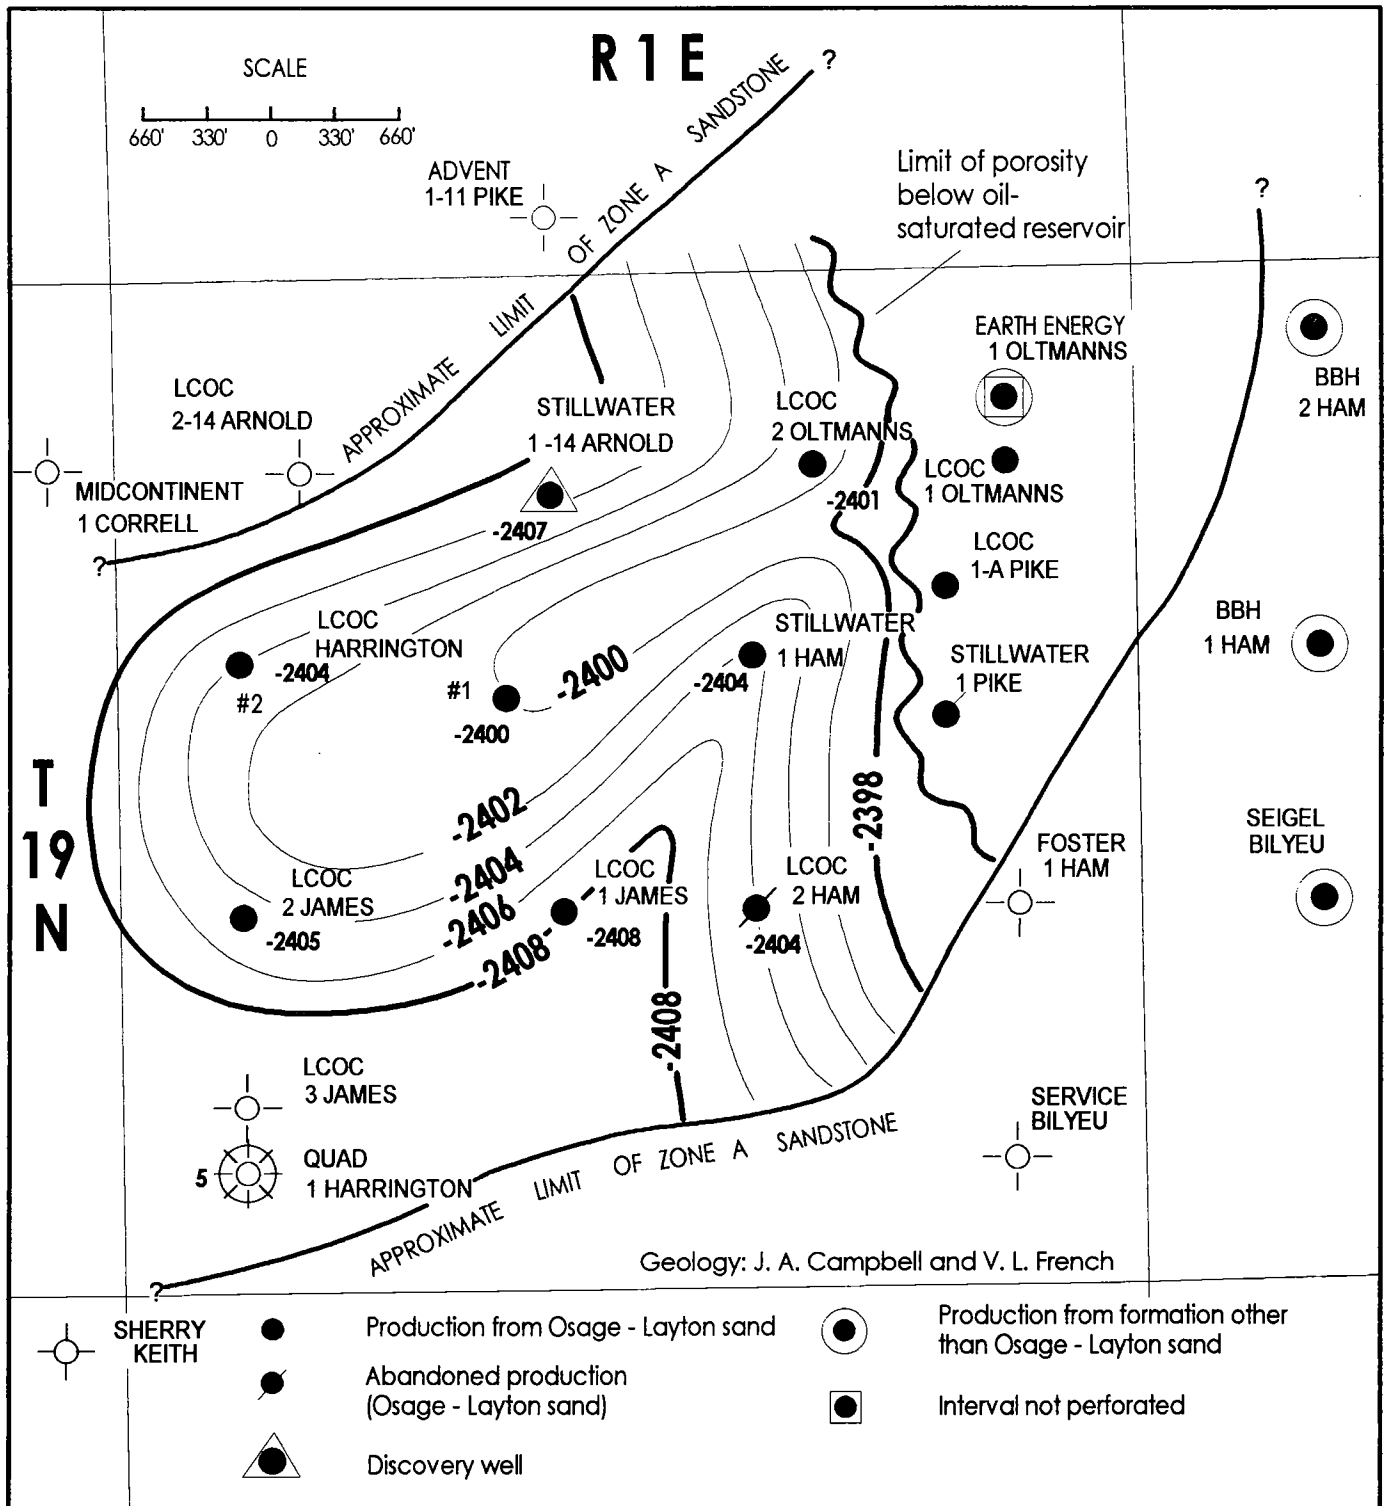 R 1 E
SCALE
660' 330' 0 330' 660'
?
APPROXIMATE LIMIT OF ZONE A SANDSTONE
ADVENT
1-11 PIKE
Limit of porosity
below oil-
saturated reservoir
?
EARTH ENERGY
1 OLTMANNS
BBH
2 HAM
LCOC
2-14 ARNOLD
STILLWATER
1 -14 ARNOLD
-2407
LCOC
2 OLTMANNS
-2401
LCOC
1 OLTMANNS
MIDCONTINENT
1 CORRELL
?
LCOC
1-A PIKE
LCOC
HARRINGTON
-2404
#2
#1
-2400
-2400
STILLWATER
1 HAM
-2404
STILLWATER
1 PIKE
BBH
1 HAM
T
19
N
-2402
-2404
-2406
-2408
-2398
-2408
LCOC
2 JAMES
-2405
LCOC
1 JAMES
-2408
LCOC
2 HAM
-2404
FOSTER
1 HAM
SEIGEL
BILYEU
LCOC
3 JAMES
5
QUAD
1 HARRINGTON
SERVICE
BILYEU
APPROXIMATE LIMIT OF ZONE A SANDSTONE
?
Geology: J. A. Campbell and V. L. French
SHERRY
KEITH
Production from Osage - Layton sand
Abandoned production
(Osage - Layton sand)
Discovery well
Production from formation other
than Osage - Layton sand
Interval not perforated